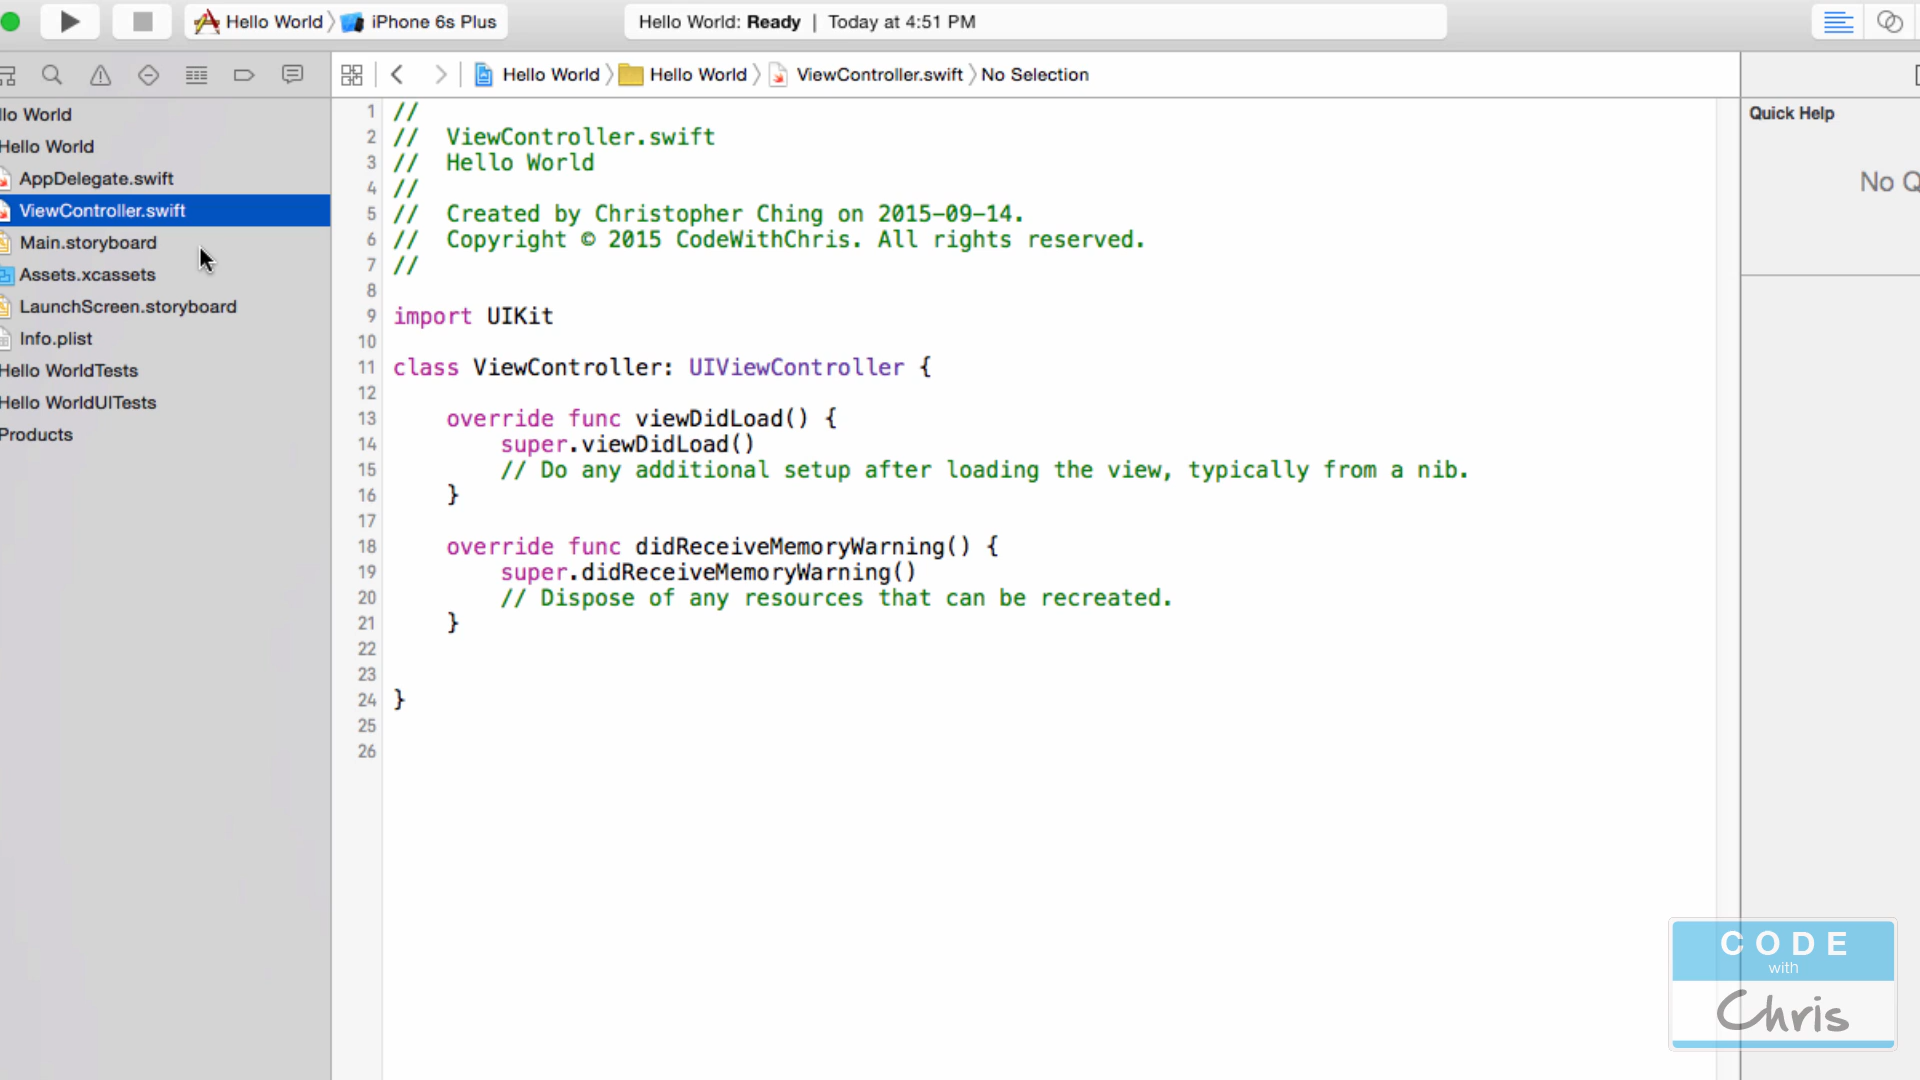 Hello World iPhone 6s Plus
Hello World: Ready | Today at 4:51 PM
Hello World Hello World ViewController.swift No Selection
lo World
Hello World
AppDelegate.swift
ViewController.swift
Main.storyboard
Assets.xcassets
LaunchScreen.storyboard
Info.plist
Hello WorldTests
Hello WorldUITests
Products
1 //
2 //  ViewController.swift
3 //  Hello World
4 //
5 //  Created by Christopher Ching on 2015-09-14.
6 //  Copyright © 2015 CodeWithChris. All rights reserved.
7 //
8
9 import UIKit
10
11 class ViewController: UIViewController {
12
13     override func viewDidLoad() {
14         super.viewDidLoad()
15         // Do any additional setup after loading the view, typically from a nib.
16     }
17
18     override func didReceiveMemoryWarning() {
19         super.didReceiveMemoryWarning()
20         // Dispose of any resources that can be recreated.
21     }
22
23
24 }
25
26
Quick Help
No Q
CODE
with
Chris